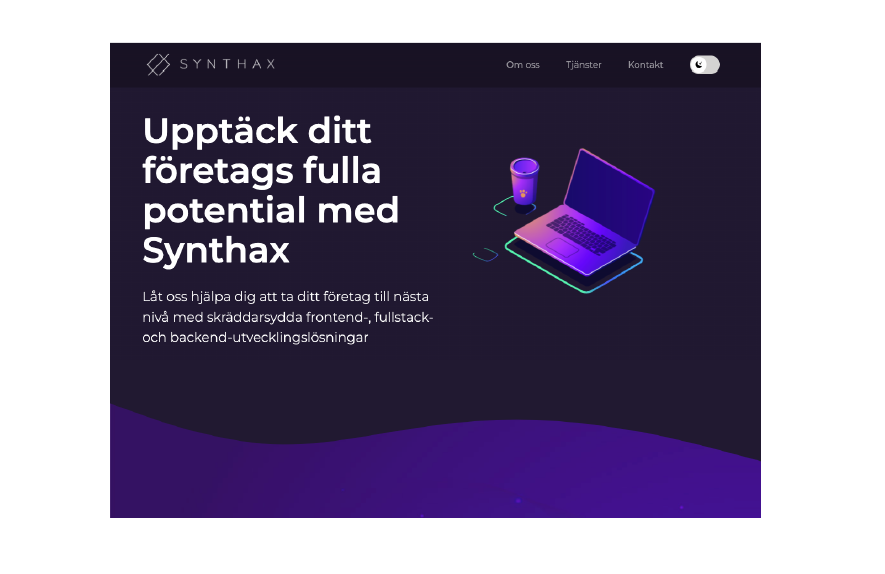 SYNTHAX
Om oss
Tjänster
Kontakt
Upptäck ditt
företags fulla
potential med
Synthax
Låt oss hjälpa dig att ta ditt företag till nästa
nivå med skräddarsydda frontend-, fullstack-
och backend-utvecklingslösningar